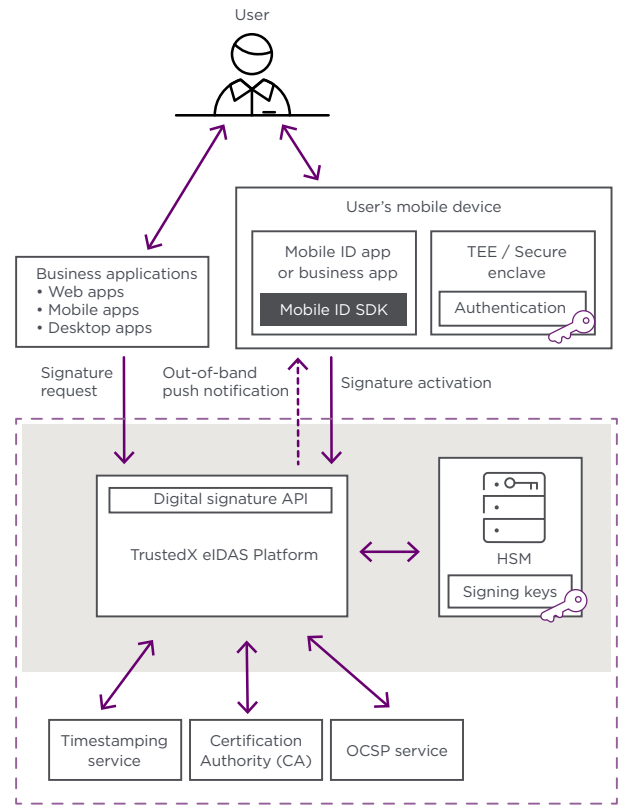 User
User's mobile device
Mobile ID app
or business app
Mobile ID SDK
TEE / Secure
enclave
Authentication
Business applications
• Web apps
• Mobile apps
• Desktop apps
Signature
request
Out-of-band
push notification
Signature activation
Digital signature API
TrustedX eIDAS Platform
HSM
Signing keys
Timestamping
service
Certification
Authority (CA)
OCSP service